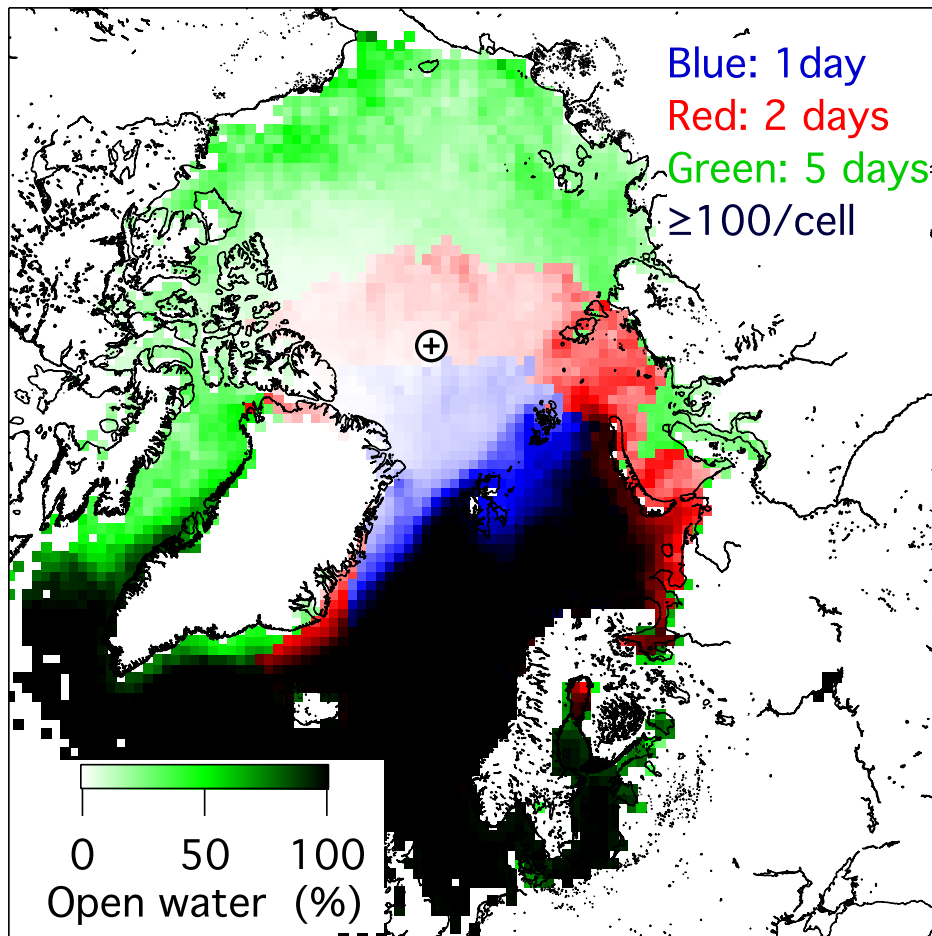 Blue: 1day
Red: 2 days
Green: 5 days
≥100/cell
0 50 100
Open water (%)